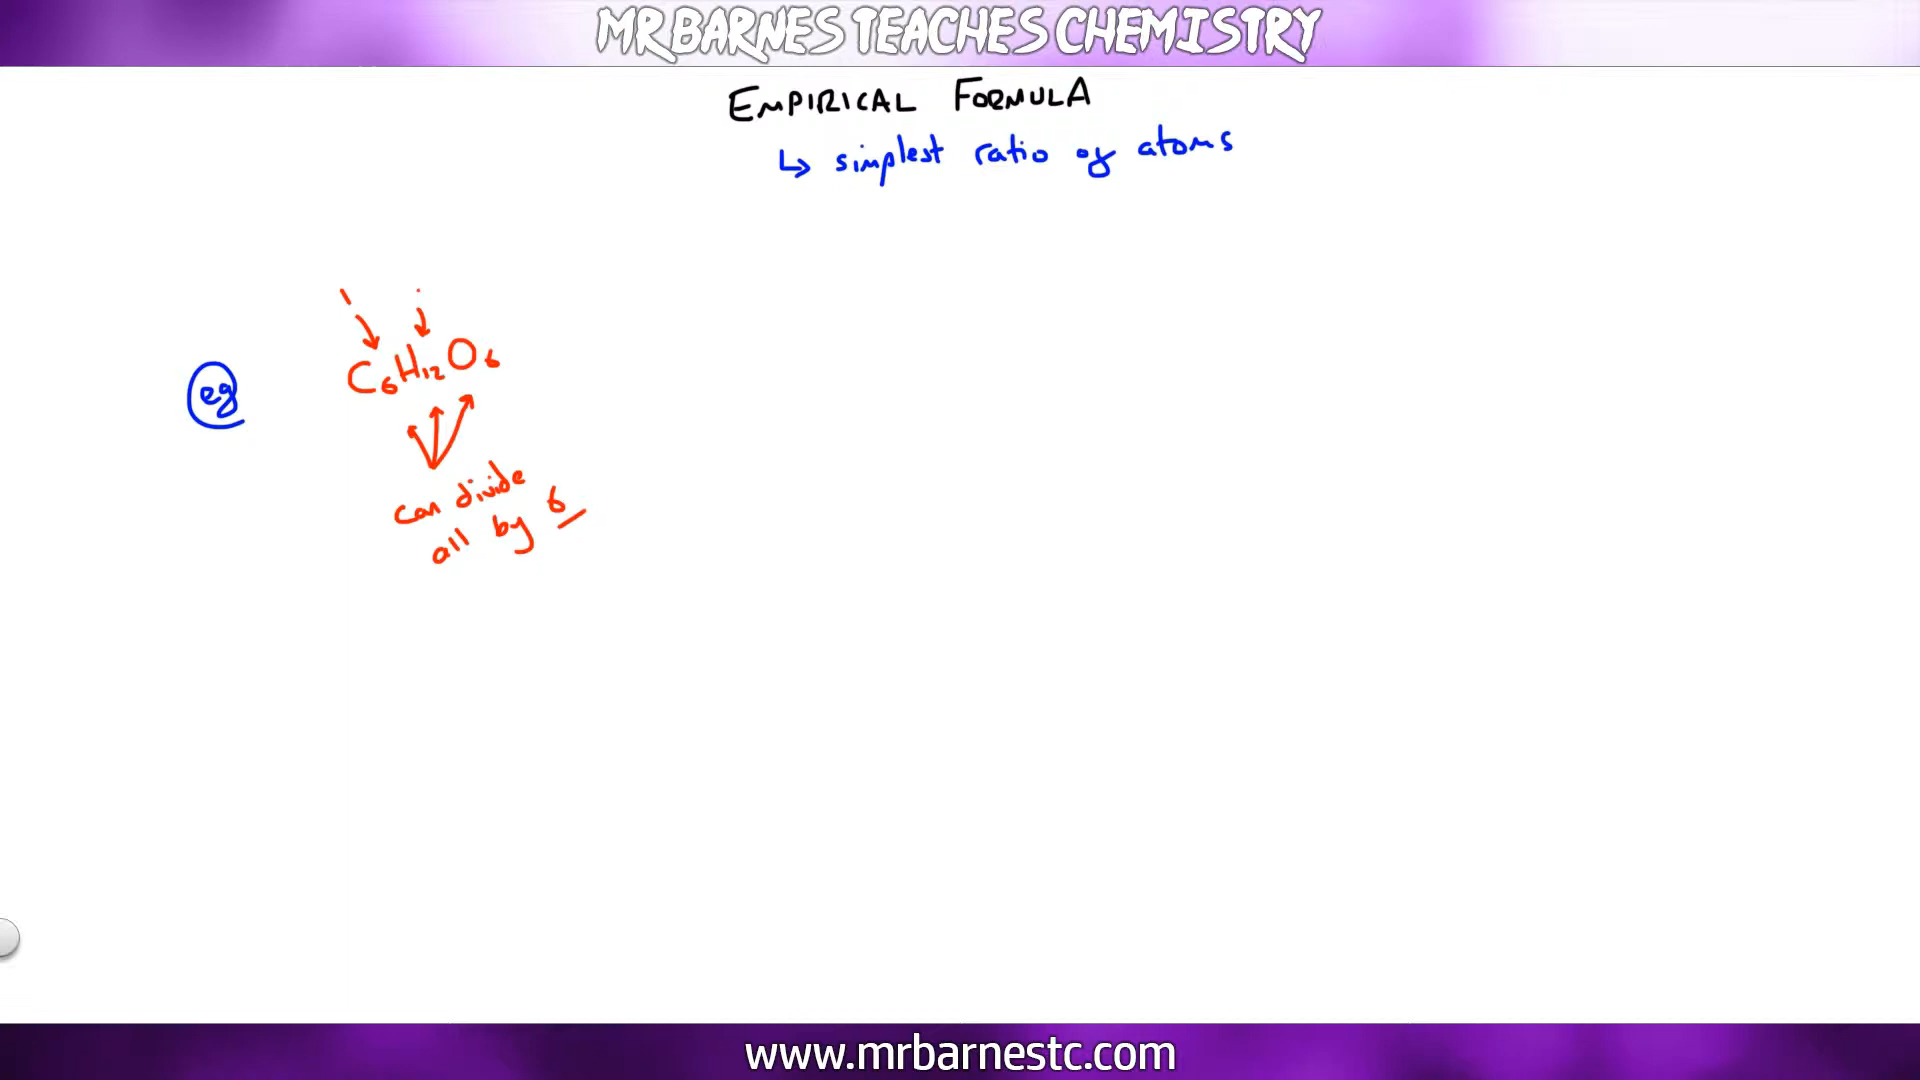 MR BARNES TEACHES CHEMISTRY
EMPIRICAL FORMULA
↳ simplest ratio of atoms
eg
C₆H₁₂O₆
can divide
all by 6
www.mrbarnestc.com